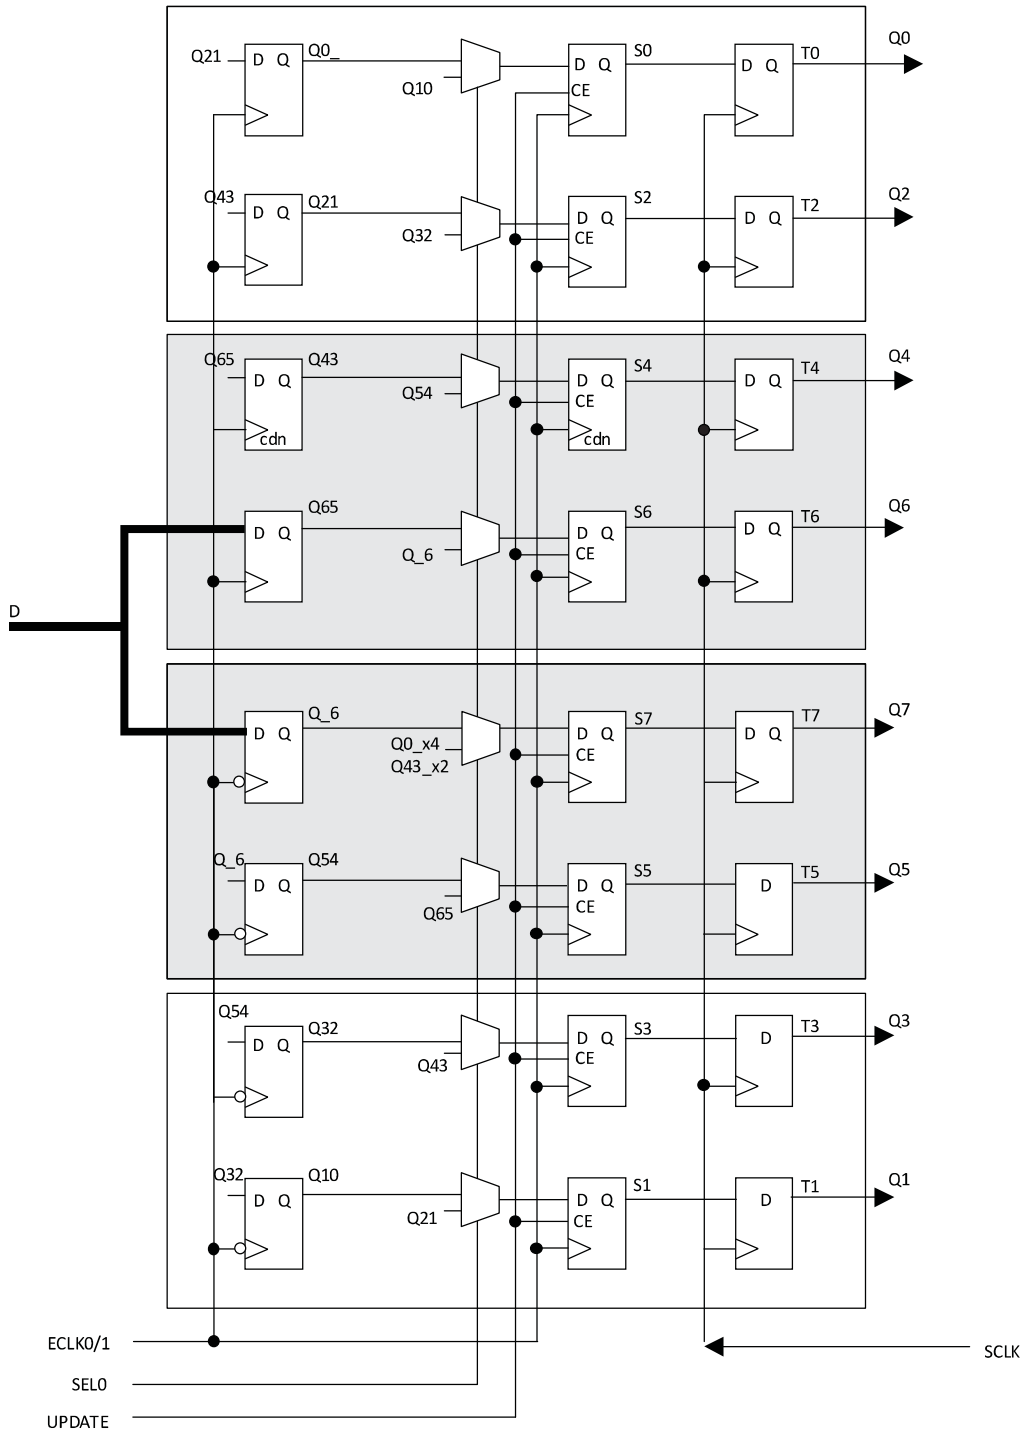 Q21 D Q Q0_ Q10 D Q CE S0 D Q T0 Q0
Q43 D Q Q21 Q32 D Q CE S2 D Q T2 Q2
Q65 D Q cdn Q43 Q54 D Q CE cdn S4 D Q T4 Q4
D Q Q65 Q_6 D Q CE S6 D Q T6 Q6
D
D Q Q_6 Q0_x4 D Q CE S7 D Q T7 Q7
Q43_x2
Q_6 D Q Q54 Q65 D Q CE S5 D T5 Q5
Q54 D Q Q32 Q43 D Q CE S3 D T3 Q3
Q32 D Q Q10 Q21 D Q CE S1 D T1 Q1
ECLK0/1
SCLK
SEL0
UPDATE